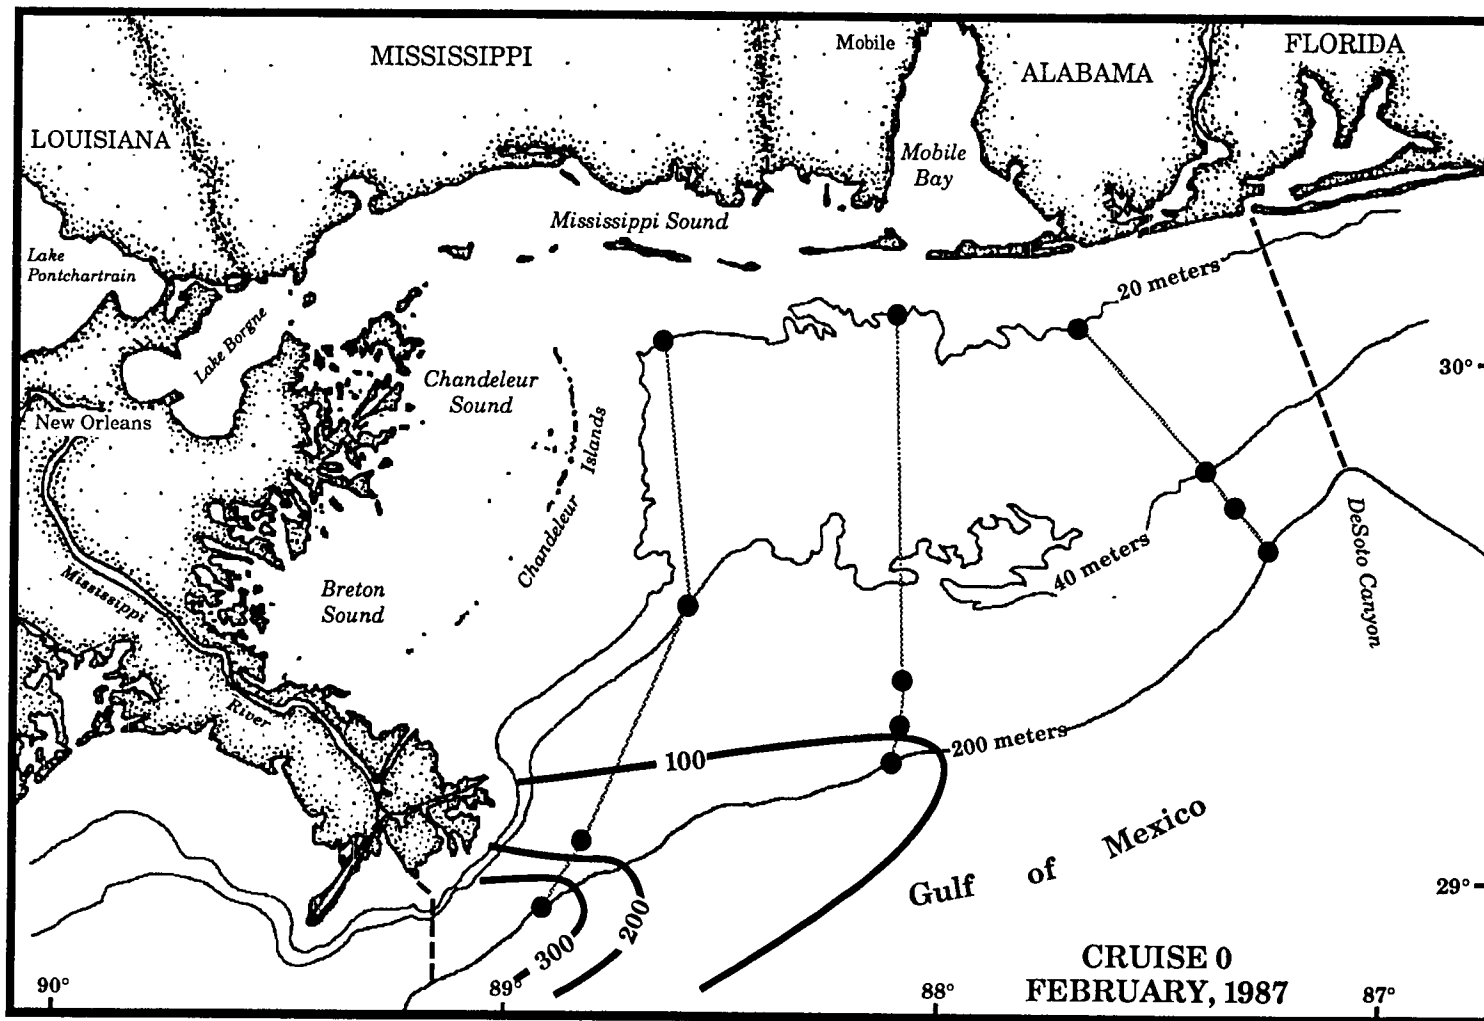 MISSISSIPPI
Mobile
FLORIDA
ALABAMA
LOUISIANA
Mobile
Bay
Mississippi Sound
Lake
Pontchartrain
20 meters
Lake Borgne
30°
Chandeleur
Sound
New Orleans
Chandeleur Islands
DeSoto Canyon
40 meters
Mississippi
River
Breton
Sound
200 meters
100
Gulf of Mexico
29°
200
300
CRUISE 0
FEBRUARY, 1987
90°
89°
88°
87°